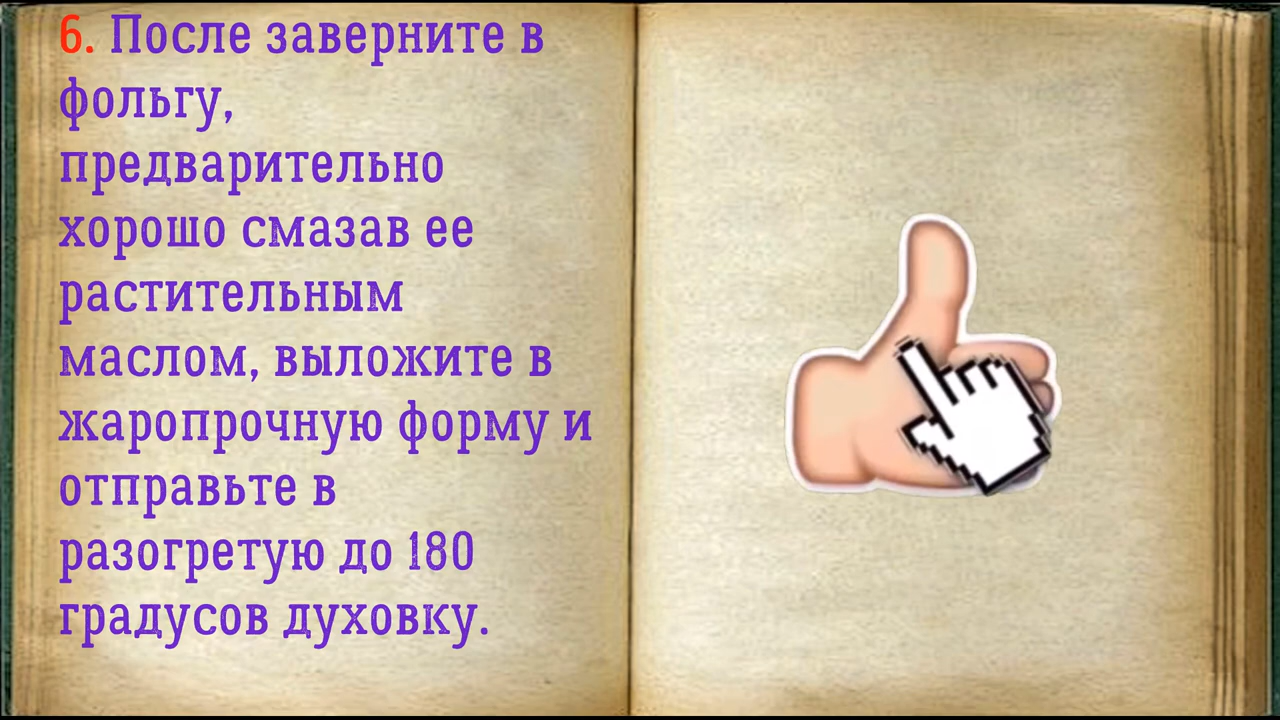 6. После заверните в
фольгу,
предварительно
хорошо смазав ее
растительным
маслом, выложите в
жаропрочную форму и
отправьте в
разогретую до 180
градусов духовку.